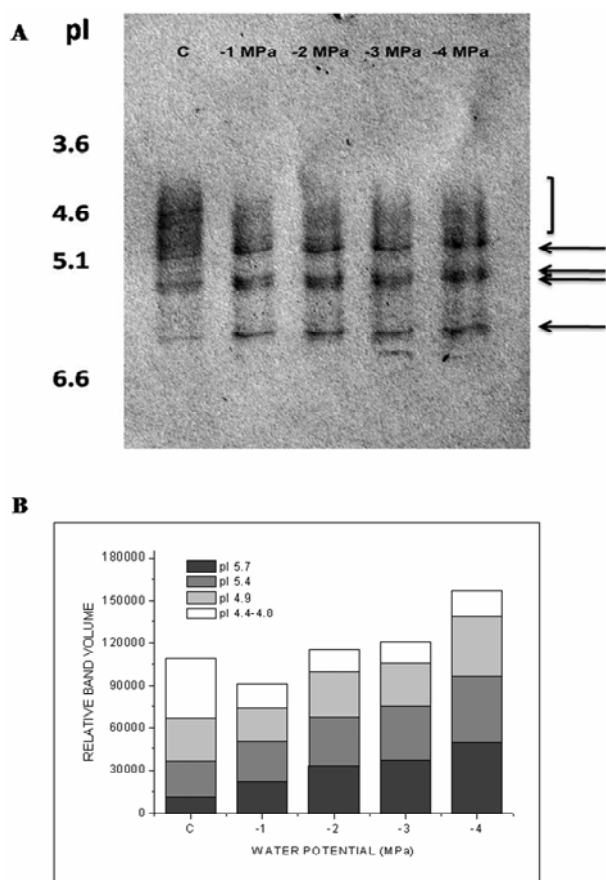 A
pI
C -1 MPa -2 MPa -3 MPa -4 MPa
3.6
4.6
5.1
6.6
B
180000
150000
120000
90000
60000
30000
0
RELATIVE BAND VOLUME
pI 5.7
pI 5.4
pI 4.9
pI 4.4-4.8
C -1 -2 -3 -4
WATER POTENTIAL (MPa)